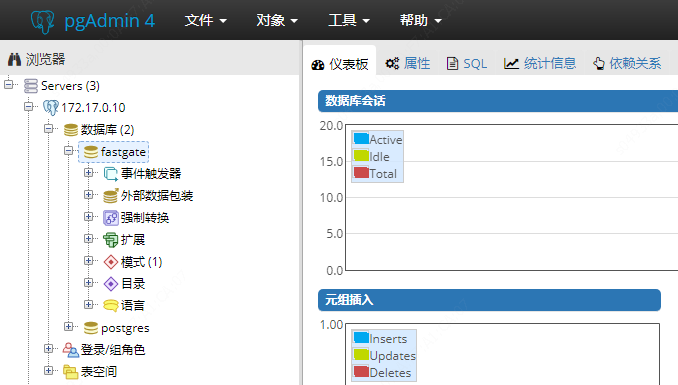 pgAdmin 4 文件 对象 工具 帮助
浏览器
Servers (3)
172.17.0.10
数据库 (2)
fastgate
事件触发器
外部数据包装
强制转换
扩展
模式 (1)
目录
语言
postgres
登录/组角色
表空间
仪表板 属性 SQL 统计信息 依赖关系
数据库会话
20.0
15.0
10.0
5.0
0.0
Active
Idle
Total
元组插入
1.00
Inserts
Updates
Deletes